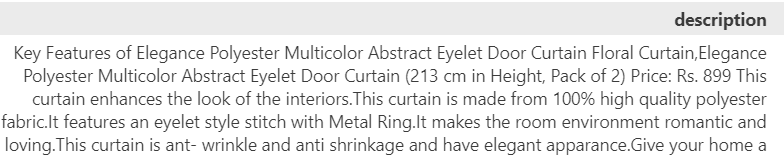 description
Key Features of Elegance Polyester Multicolor Abstract Eyelet Door Curtain Floral Curtain,Elegance
Polyester Multicolor Abstract Eyelet Door Curtain (213 cm in Height, Pack of 2) Price: Rs. 899 This
curtain enhances the look of the interiors.This curtain is made from 100% high quality polyester
fabric.It features an eyelet style stitch with Metal Ring.It makes the room environment romantic and
loving.This curtain is ant- wrinkle and anti shrinkage and have elegant apparance.Give your home a